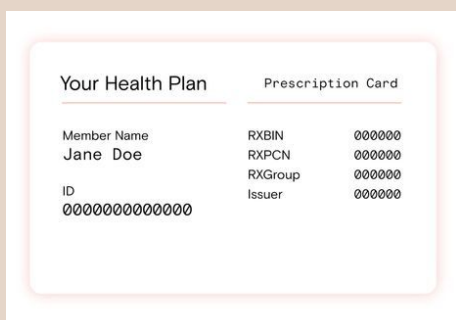 Your Health Plan
Prescription Card
Member Name
Jane Doe
ID
0000000000000
RXBIN 000000
RXPCN 000000
RXGroup 000000
Issuer 000000